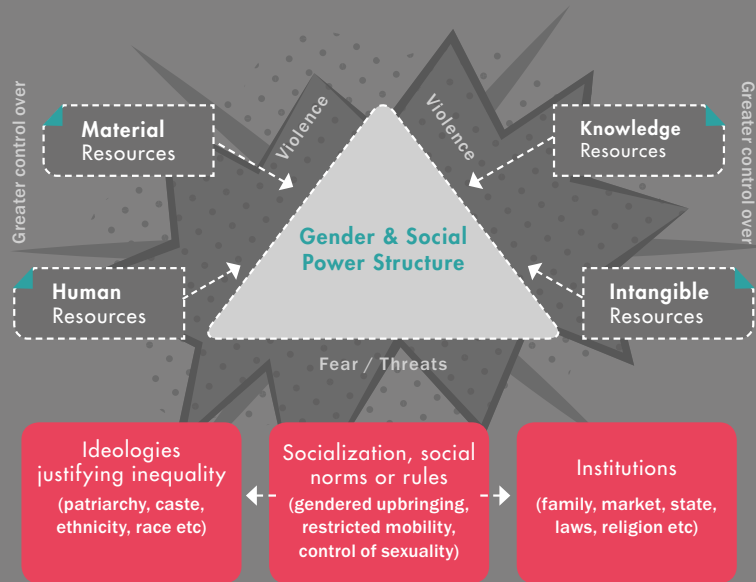 Greater control over
Violence
Violence
Greater control over
Material
Resources
Knowledge
Resources
Gender & Social
Power Structure
Human
Resources
Intangible
Resources
Fear / Threats
Ideologies
justifying inequality
(patriarchy, caste,
ethnicity, race etc)
Socialization, social
norms or rules
(gendered upbringing,
restricted mobility,
control of sexuality)
Institutions
(family, market, state,
laws, religion etc)